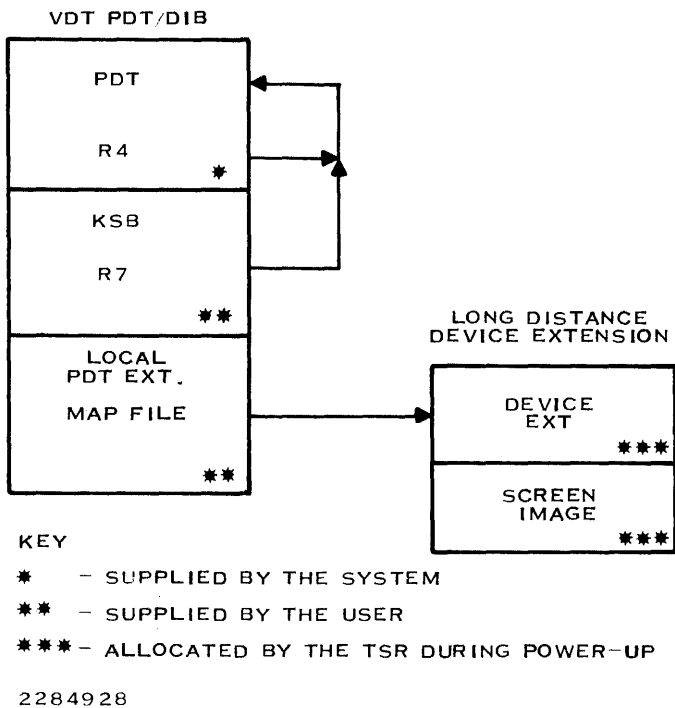 VDT PDT/DIB
PDT
R4
*
KSB
R7
**
LOCAL
PDT EXT.
MAP FILE
**
LONG DISTANCE
DEVICE EXTENSION
DEVICE
EXT
***
SCREEN
IMAGE
***
KEY
* – SUPPLIED BY THE SYSTEM
** – SUPPLIED BY THE USER
*** – ALLOCATED BY THE TSR DURING POWER–UP
2284928